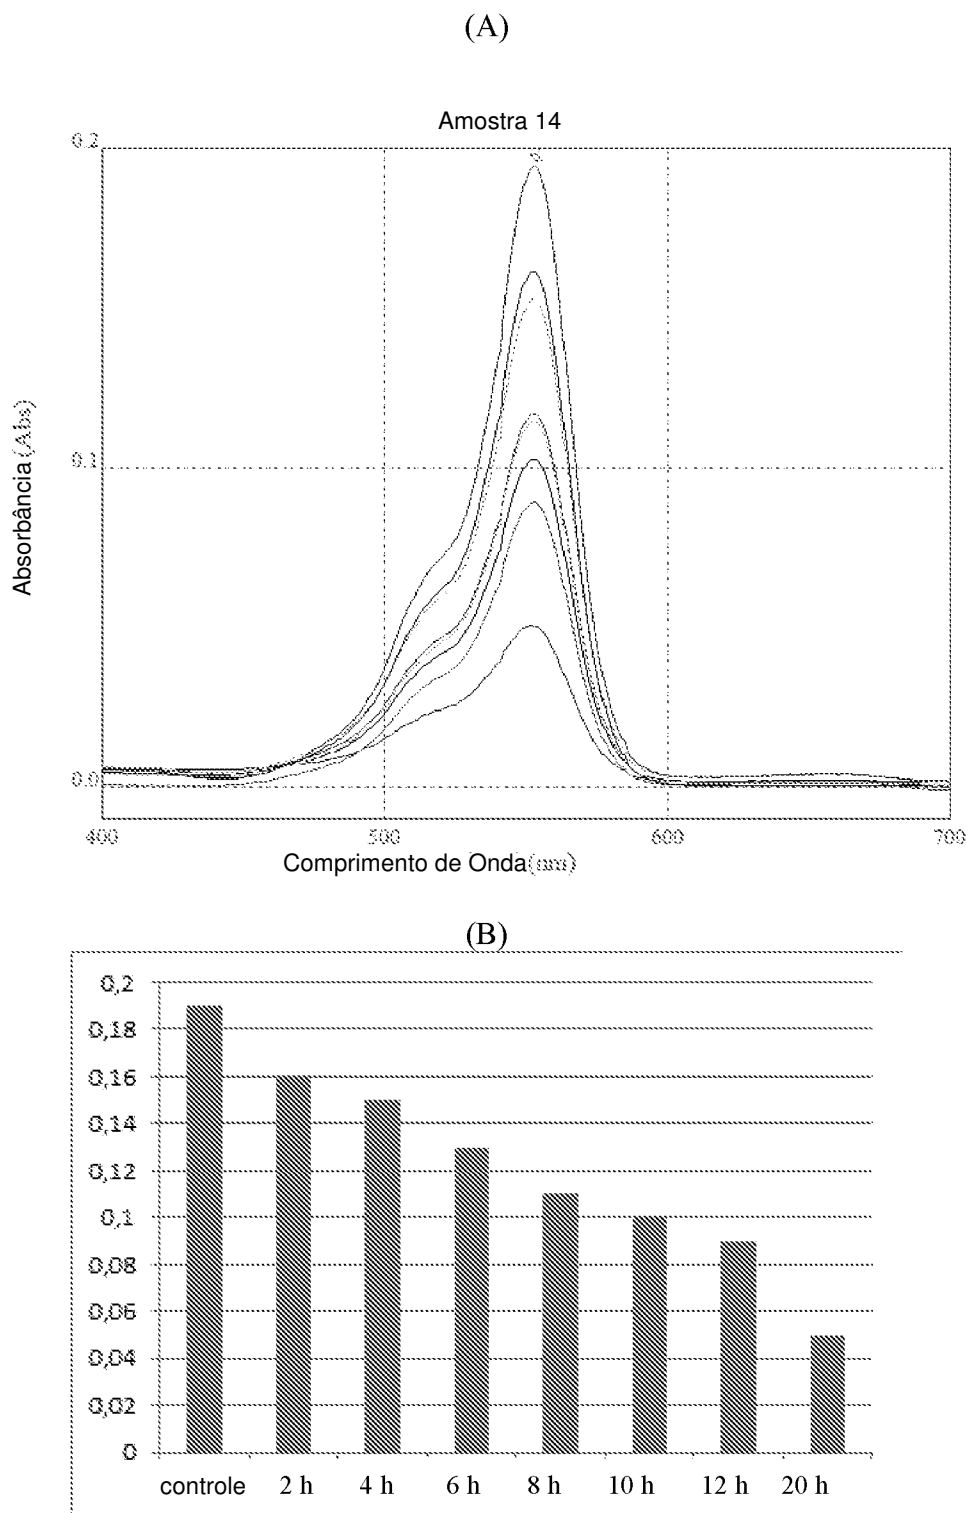 (A)
Amostra 14
0.2
0.1
0.0
Absorbância (Abs)
400 500 600 700
Comprimento de Onda(nm)
(B)
0,2
0,18
0,16
0,14
0,12
0,1
0,08
0,06
0,04
0,02
0
controle 2 h 4 h 6 h 8 h 10 h 12 h 20 h